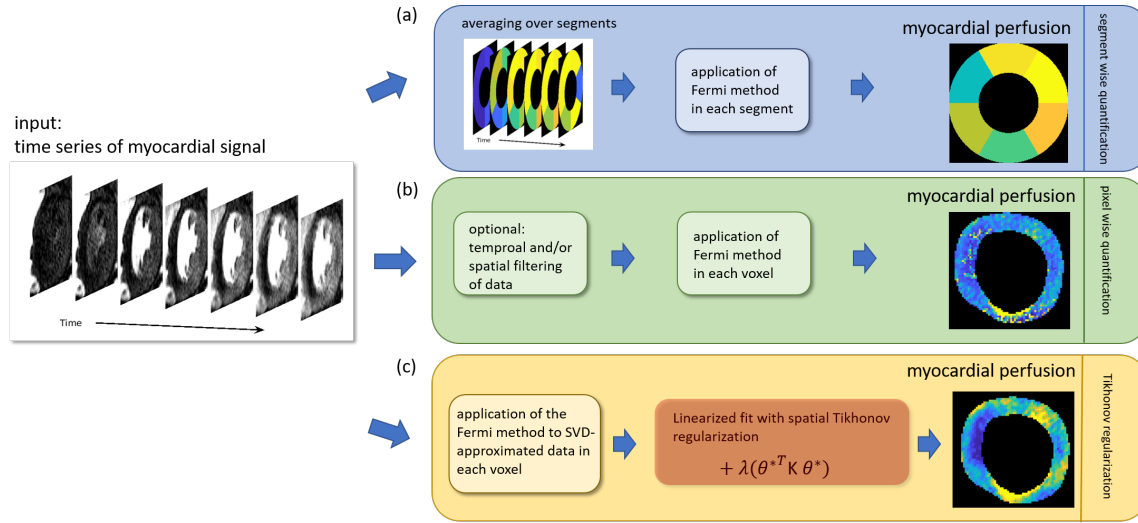 input:
time series of myocardial signal
Time
(a)
averaging over segments
Time
application of
Fermi method
in each segment
myocardial perfusion
segment wise quantification
(b)
optional:
temproal and/or
spatial filtering
of data
application of
Fermi method
in each voxel
myocardial perfusion
pixel wise quantification
(c)
application of the
Fermi method to SVD-
approximated data in
each voxel
Linearized fit with spatial Tikhonov
regularization
+ λ(θ*ᵀK θ*)
myocardial perfusion
Tikhonov regularization